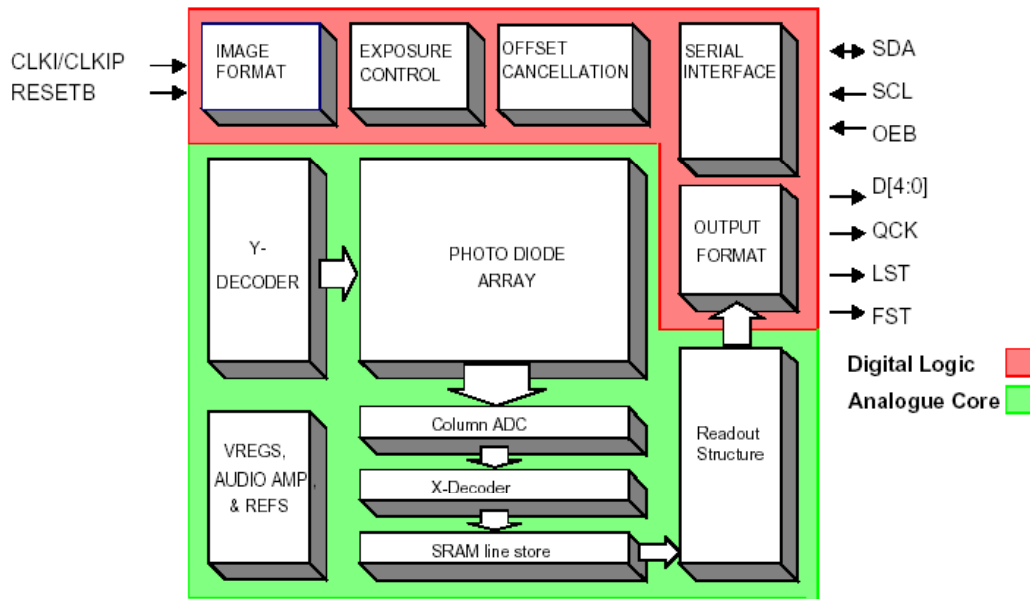 CLKI/CLKIP
RESETB
IMAGE
FORMAT
EXPOSURE
CONTROL
OFFSET
CANCELLATION
SERIAL
INTERFACE
SDA
SCL
OEB
D[4:0]
QCK
LST
FST
Y-
DECODER
PHOTO DIODE
ARRAY
OUTPUT
FORMAT
Digital Logic
Analogue Core
VREGS,
AUDIO AMP,
& REFS
Column ADC
X-Decoder
SRAM line store
Readout
Structure